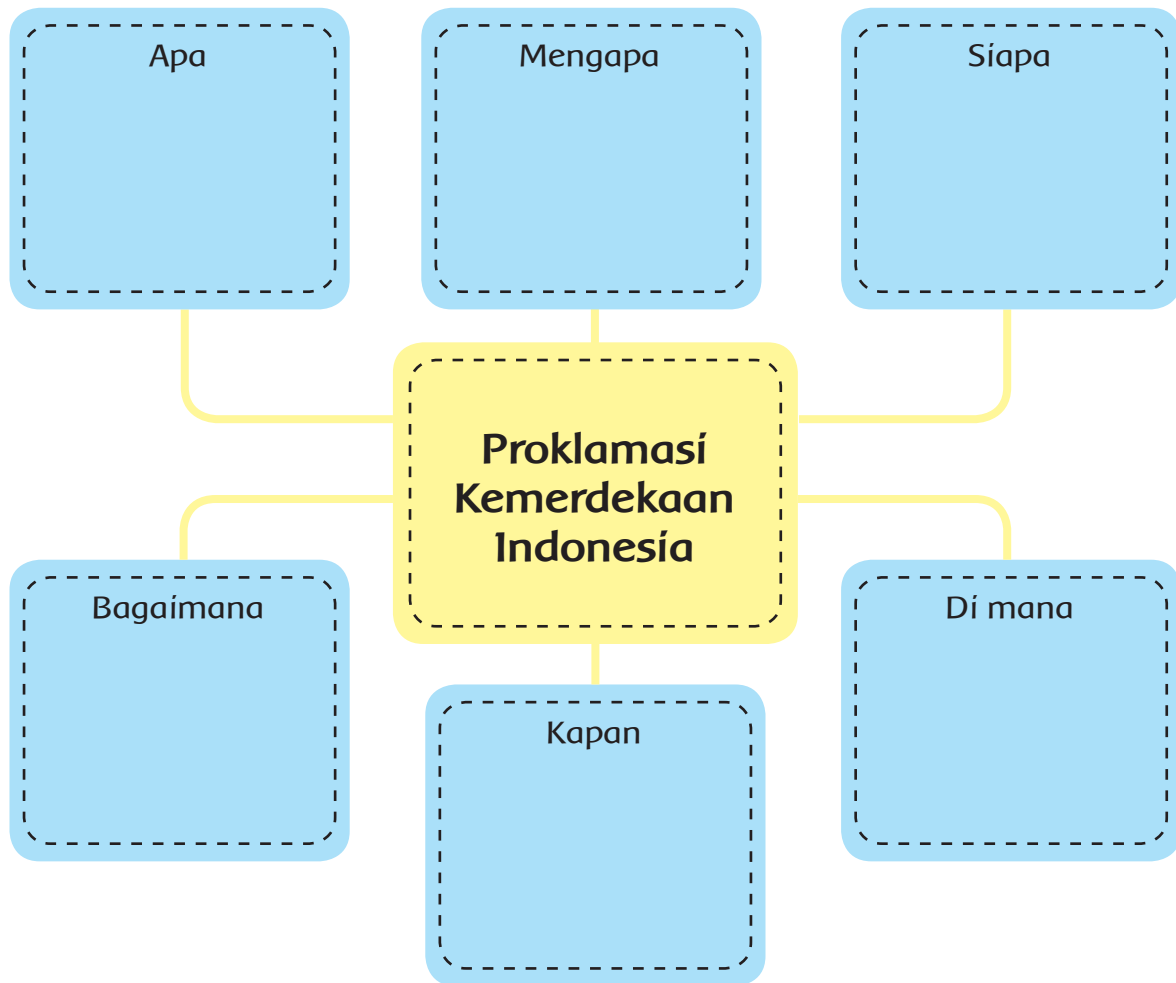 Apa
Mengapa
Siapa
Proklamasi
Kemerdekaan
Indonesia
Bagaimana
Di mana
Kapan